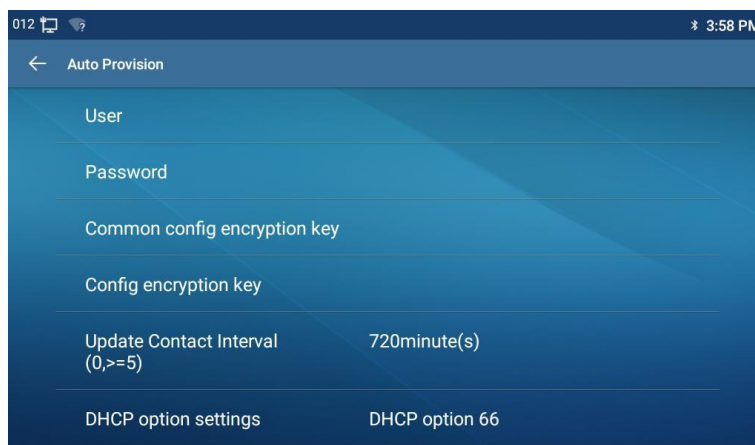 012 3:58 PM
Auto Provision
User
Password
Common config encryption key
Config encryption key
Update Contact Interval 720minute(s)
(0,>=5)
DHCP option settings DHCP option 66